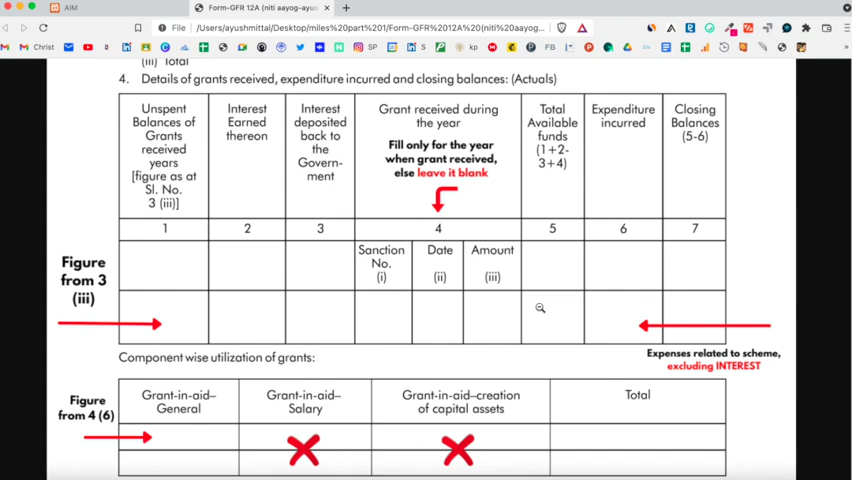 AIM
Form-GFR 12A (niti aayog-ayus
File
/Users/ayushmittal/Desktop/miles%20part%201/Form-GFR%2012A%20(niti%20aayog...
M Christ
SP
S
FB
Lik
(iii) Total
4. Details of grants received, expenditure incurred and closing balances: (Actuals)
Unspent
Balances of
Grants
received
years
[figure as at
Sl. No.
3 (iii)]
Interest
Earned
thereon
Interest
deposited
back to
the
Govern-
ment
Grant received during
the year
Fill only for the year
when grant received,
else leave it blank
Total
Available
funds
(1+2-
3+4)
Expenditure
incurred
Closing
Balances
(5-6)
1
2
3
4
5
6
7
Sanction
No.
(i)
Date
(ii)
Amount
(iii)
Figure
from 3
(iii)
Expenses related to scheme,
excluding INTEREST
Component wise utilization of grants:
Figure
from 4 (6)
Grant-in-aid–
General
Grant-in-aid–
Salary
Grant-in-aid–creation
of capital assets
Total